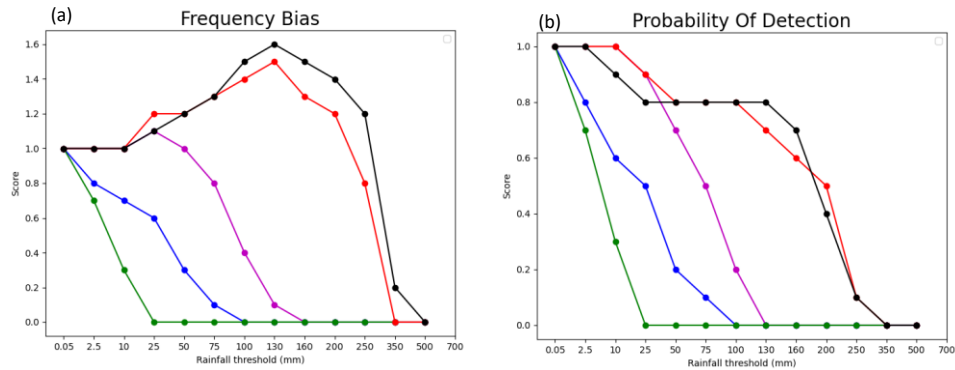 (a)
Frequency Bias
1.6
1.4
1.2
1.0
0.8
0.6
0.4
0.2
0.0
Score
0.05 2.5 10 25 50 75 100 130 160 200 250 350 500 700
Rainfall threshold (mm)
(b)
Probability Of Detection
1.0
0.8
0.6
0.4
0.2
0.0
Score
0.05 2.5 10 25 50 75 100 130 160 200 250 350 500 700
Rainfall threshold (mm)